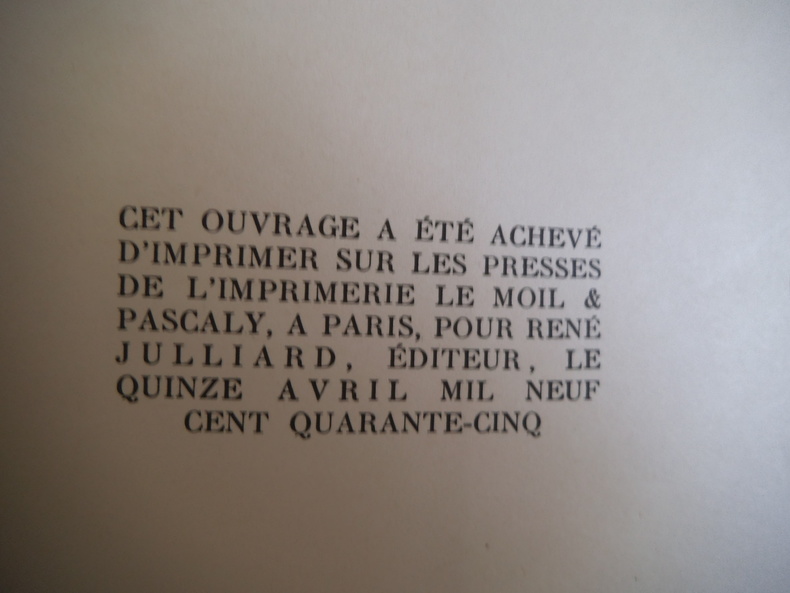 CET OUVRAGE A ÉTÉ ACHEVÉ
D'IMPRIMER SUR LES PRESSES
DE L'IMPRIMERIE LE MOIL &
PASCALY, A PARIS, POUR RENÉ
JULLIARD, ÉDITEUR, LE
QUINZE AVRIL MIL NEUF
CENT QUARANTE-CINQ